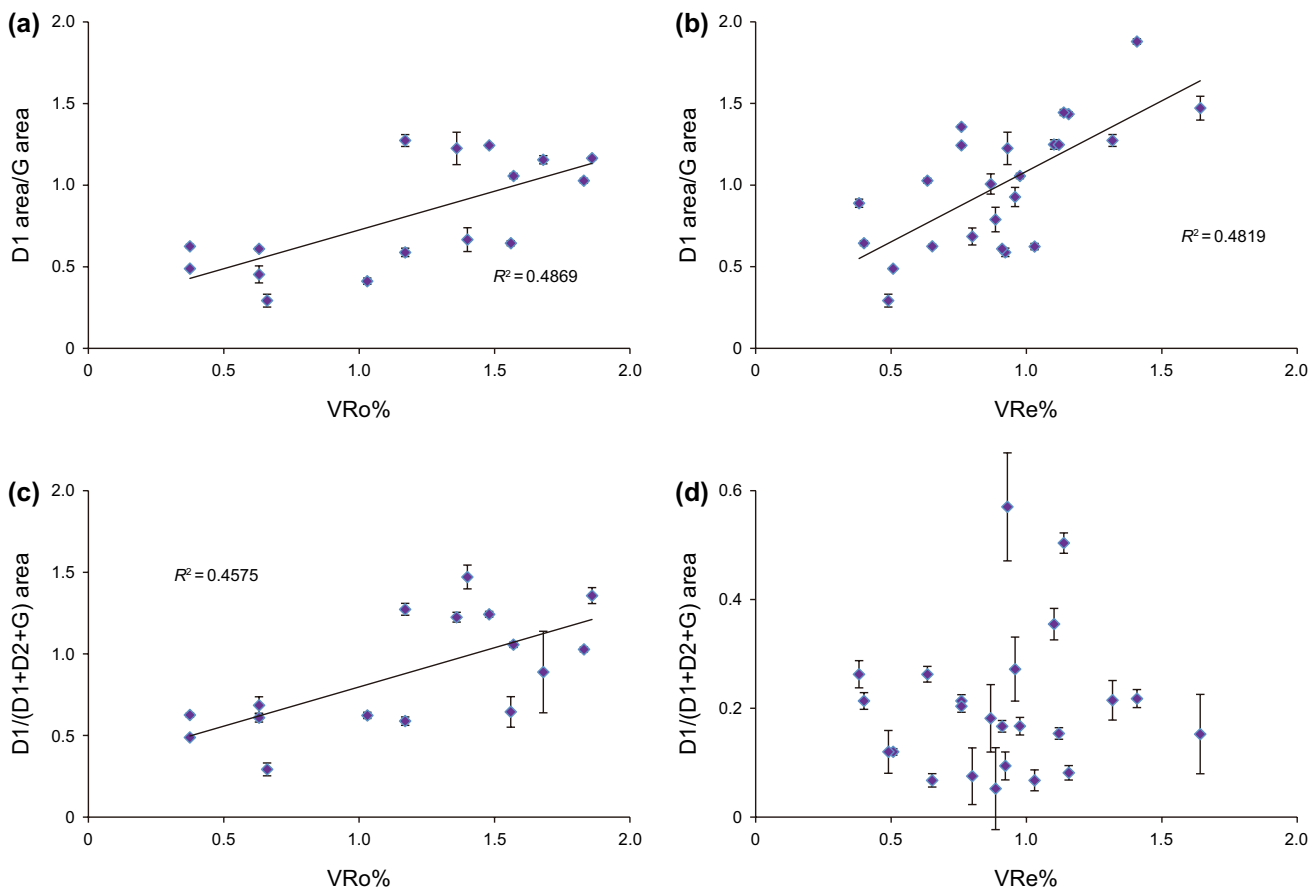 (a)
2.0
1.5
1.0
0.5
0
D1 area/G area
R² = 0.4869
0 0.5 1.0 1.5 2.0
VRo%
(b)
2.0
1.5
1.0
0.5
0
D1 area/G area
R² = 0.4819
0 0.5 1.0 1.5 2.0
VRe%
(c)
2.0
1.5
1.0
0.5
0
D1/(D1+D2+G) area
R² = 0.4575
0 0.5 1.0 1.5 2.0
VRo%
(d)
0.6
0.4
0.2
0
D1/(D1+D2+G) area
0 0.5 1.0 1.5 2.0
VRe%